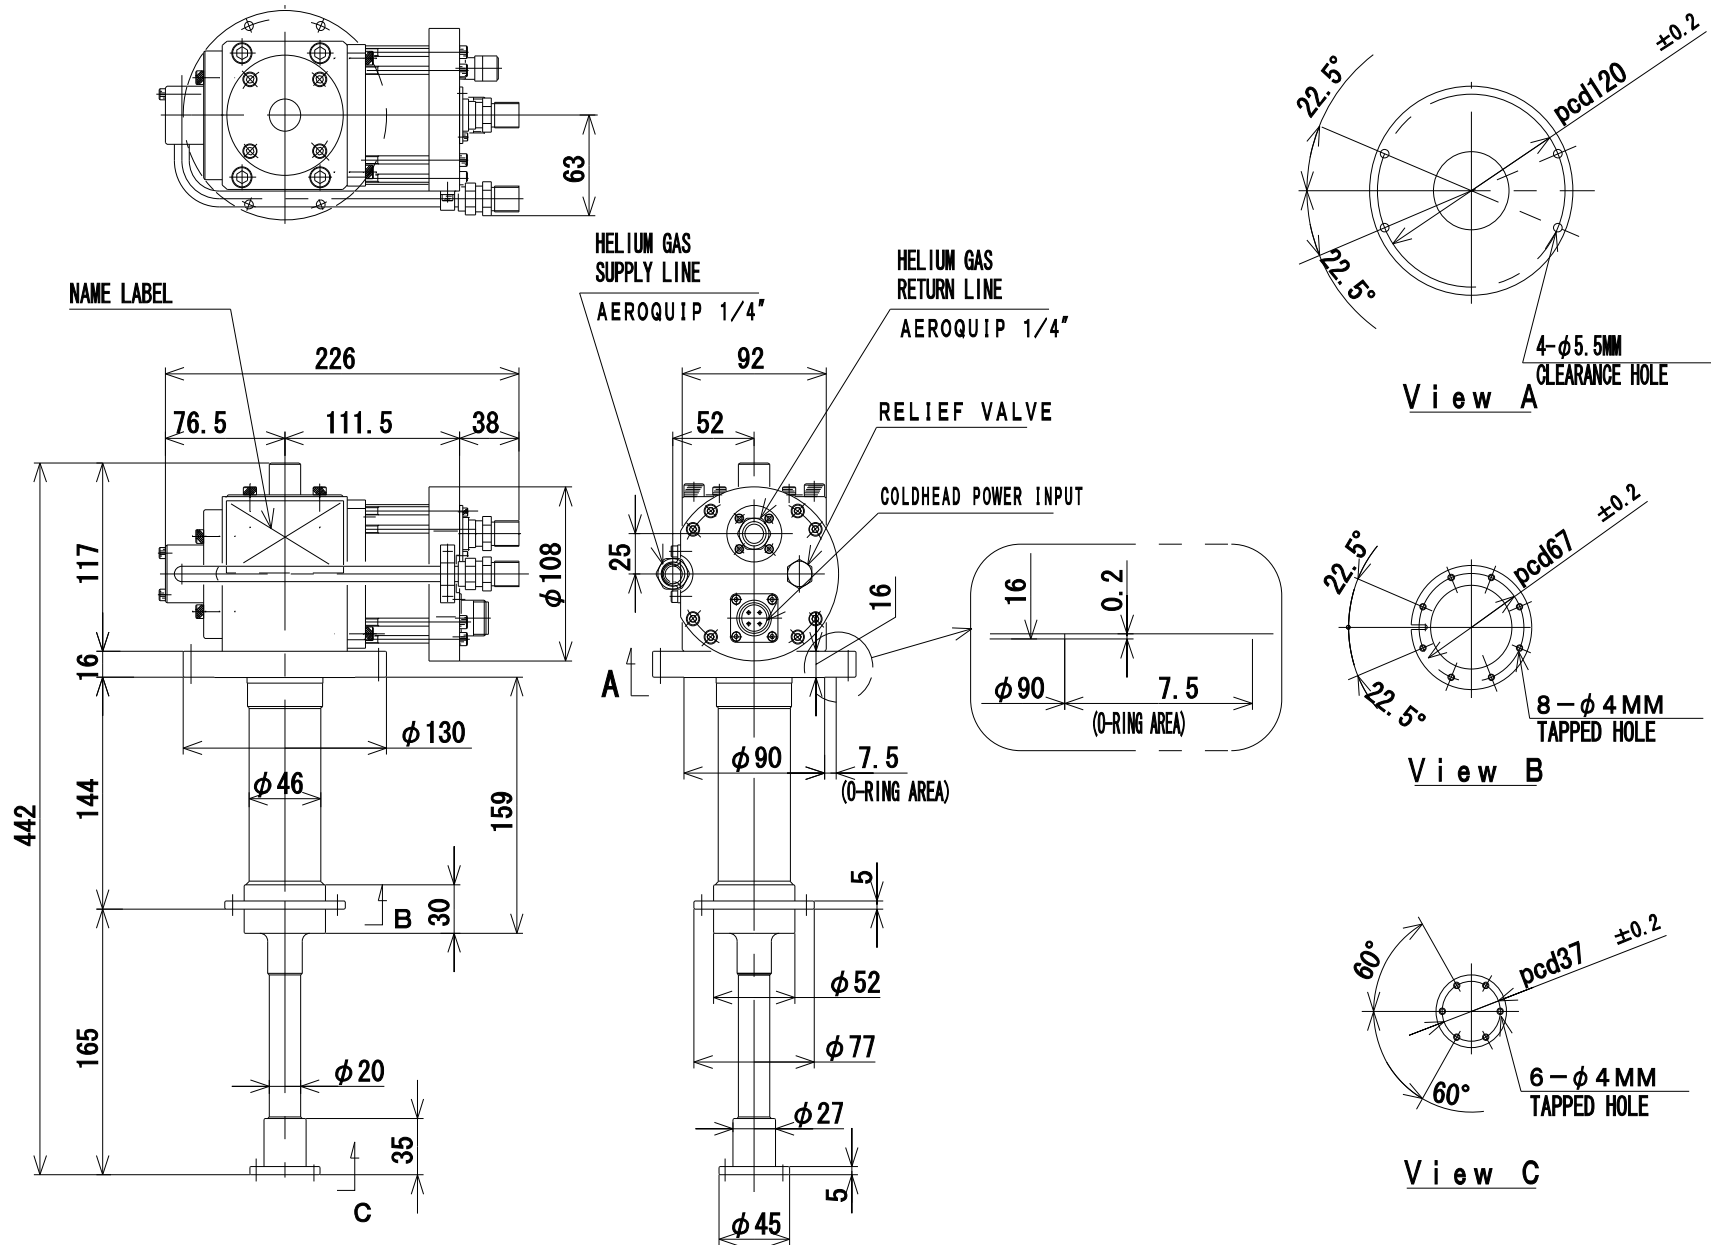 63
±0.2
22.5°
pcd120
22.5°
4-φ5.5MM
CLEARANCE HOLE
View A
HELIUM GAS
SUPPLY LINE
AEROQUIP 1/4"
HELIUM GAS
RETURN LINE
AEROQUIP 1/4"
NAME LABEL
226
76.5
111.5
38
92
52
RELIEF VALVE
COLDHEAD POWER INPUT
117
φ108
25
16
16
0.2
φ90
7.5
(O-RING AREA)
16
A
φ130
φ46
144
442
159
φ90
7.5
(O-RING AREA)
±0.2
22.5°
pcd67
22.5°
8-φ4MM
TAPPED HOLE
View B
B
30
5
φ52
φ77
165
φ20
φ27
35
C
5
φ45
±0.2
60°
pcd37
60°
6-φ4MM
TAPPED HOLE
View C